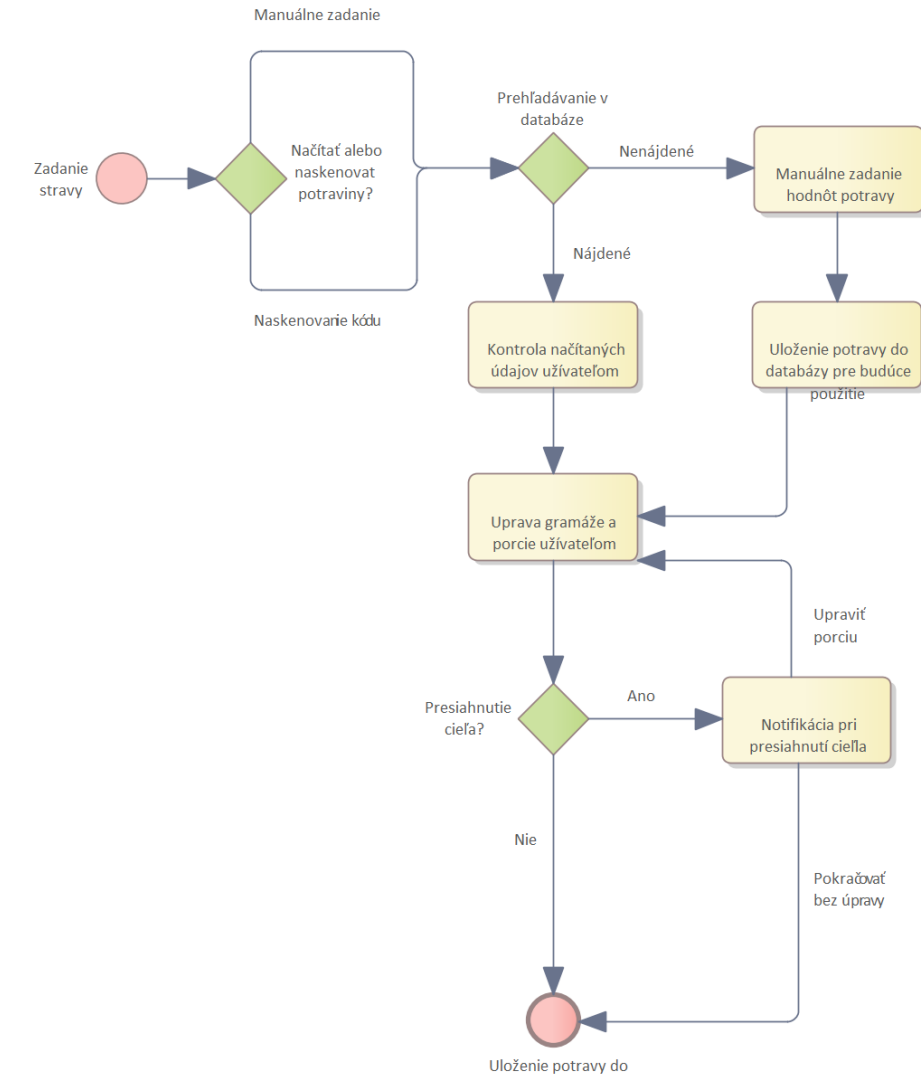 Manuálne zadanie
Zadanie
stravy
Načítať alebo
naskenovat
potraviny?
Naskenovanie kódu
Prehľadávanie v
databáze
Nenájdené
Manuálne zadanie
hodnôt potravy
Nájdené
Kontrola načítaných
údajov užívateľom
Uloženie potravy do
databázy pre budúce
použitie
Uprava gramáže a
porcie užívateľom
Upraviť
porciu
Presiahnutie
cieľa?
Ano
Notifikácia pri
presiahnutí cieľla
Nie
Pokračovať
bez úpravy
Uloženie potravy do